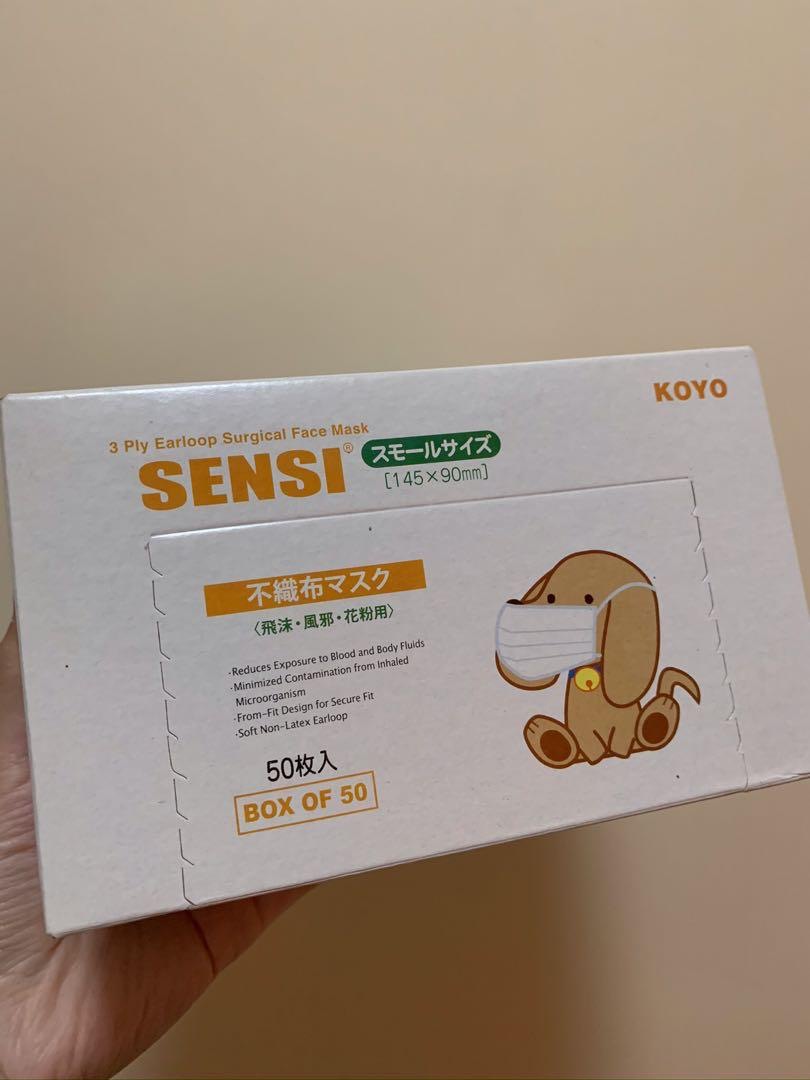 KOYO
3 Ply Earloop Surgical Face Mask
SENSI®
スモールサイズ
[145×90mm]
不織布マスク
〈飛沫・風邪・花粉用〉
·Reduces Exposure to Blood and Body Fluids
·Minimized Contamination from Inhaled
Microorganism
·From-Fit Design for Secure Fit
·Soft Non-Latex Earloop
50枚入
BOX OF 50